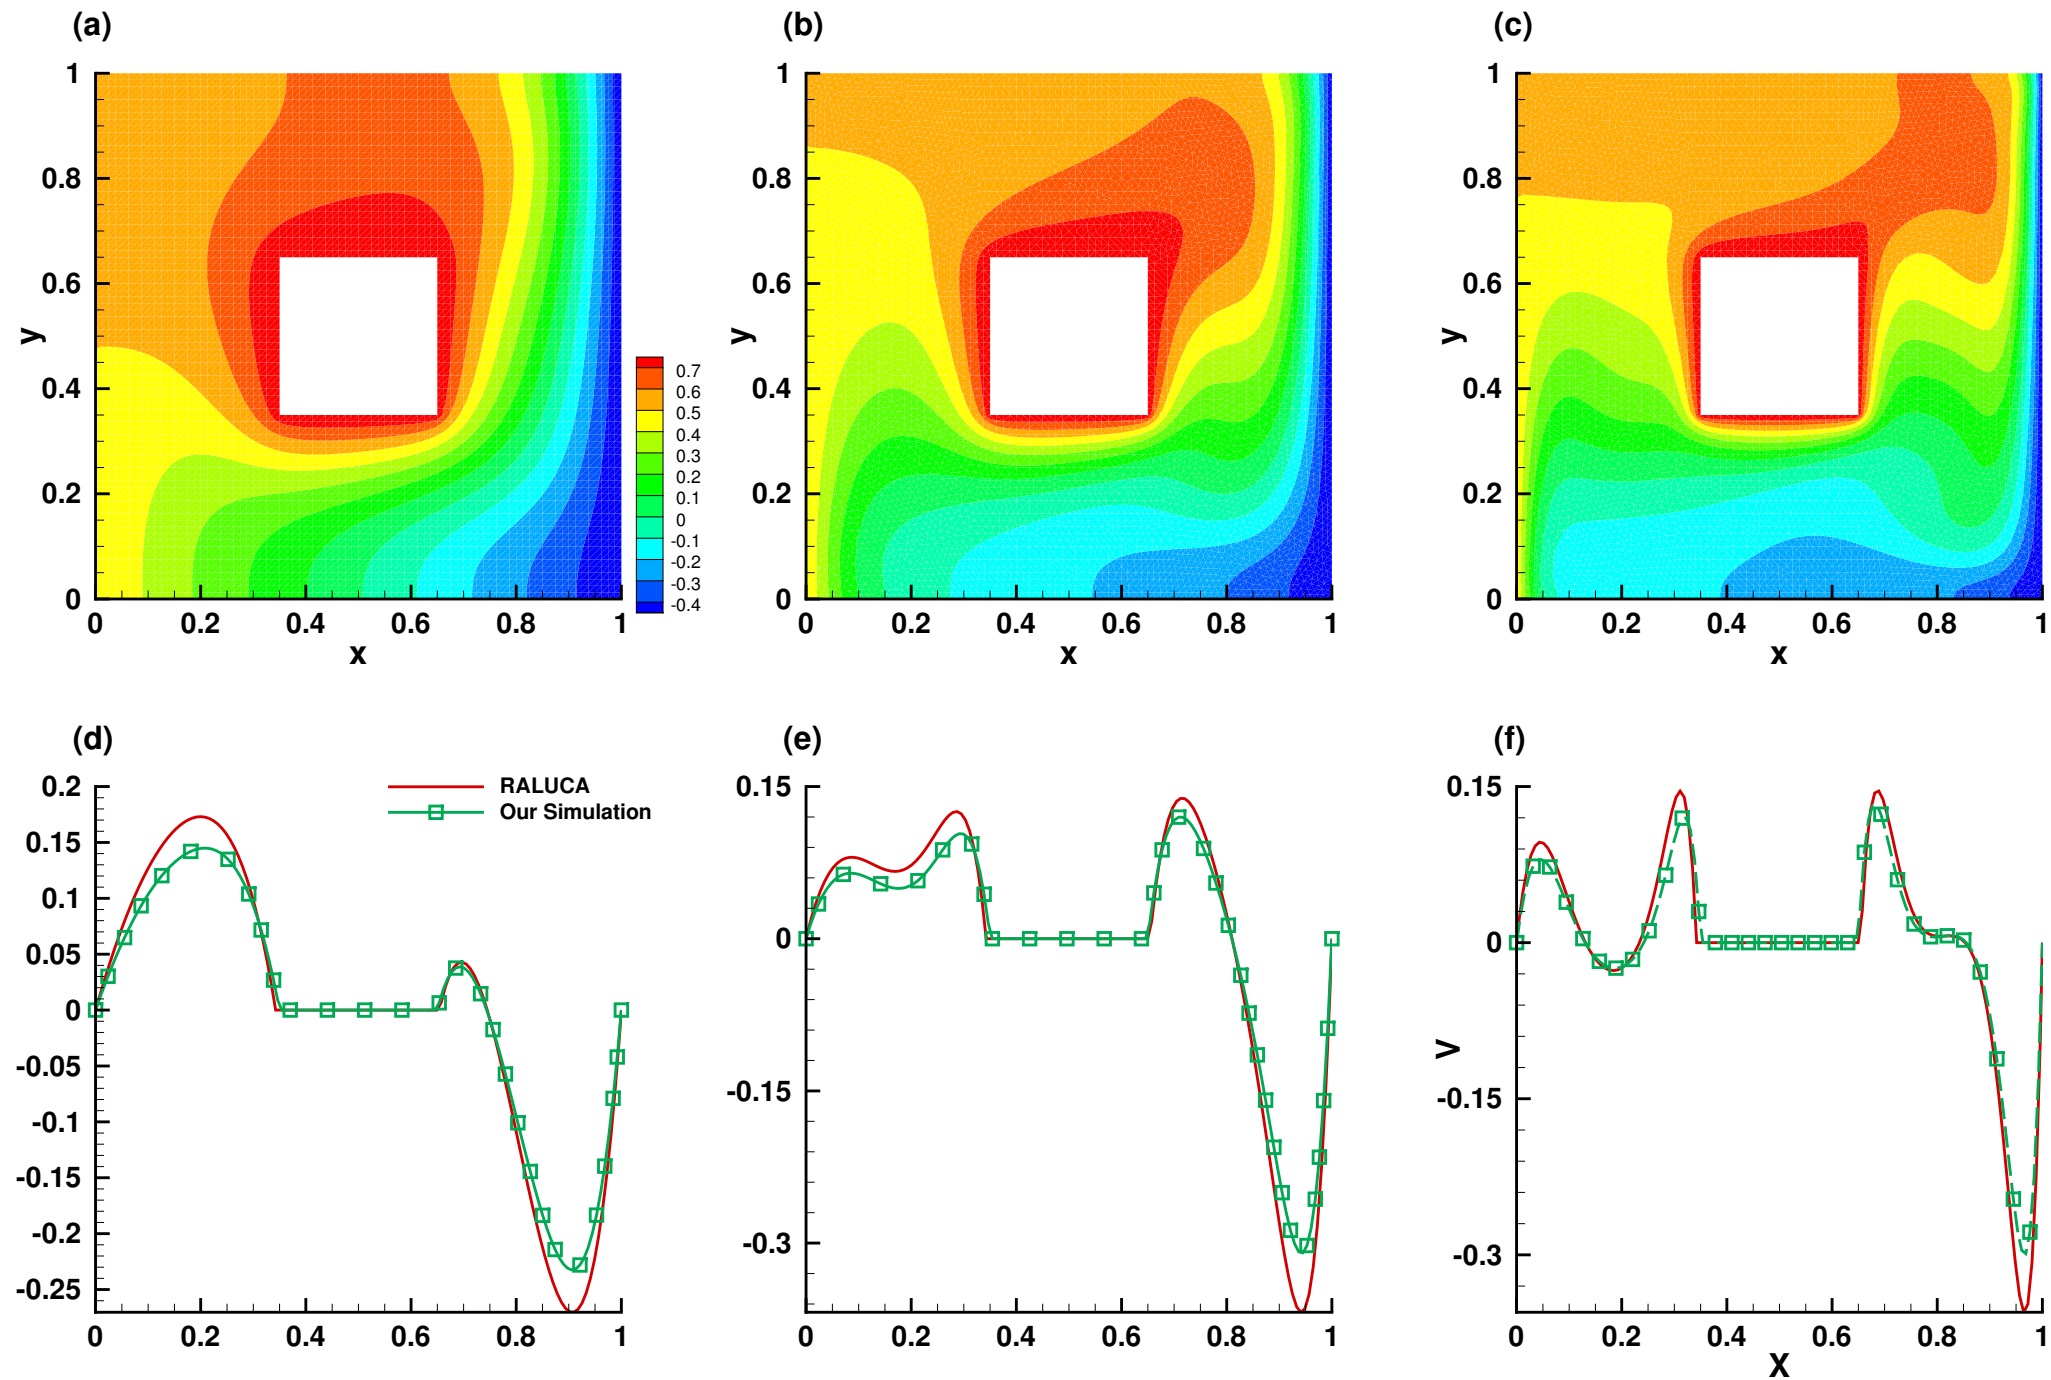 (a) (b) (c)
1 0.8 0.6 0.4 0.2 0
y
0 0.2 0.4 0.6 0.8 1
x
0.7
0.6
0.5
0.4
0.3
0.2
0.1
0
-0.1
-0.2
-0.3
-0.4
1 0.8 0.6 0.4 0.2 0
y
0 0.2 0.4 0.6 0.8 1
x
1 0.8 0.6 0.4 0.2 0
y
0 0.2 0.4 0.6 0.8 1
x
(d) (e) (f)
0.2 0.15 0.1 0.05 0 -0.05 -0.1 -0.15 -0.2 -0.25
RALUCA
Our Simulation
0 0.2 0.4 0.6 0.8 1
0.15 0 -0.15 -0.3
0 0.2 0.4 0.6 0.8 1
0.15 0 -0.15 -0.3
V
0 0.2 0.4 0.6 0.8 1
X